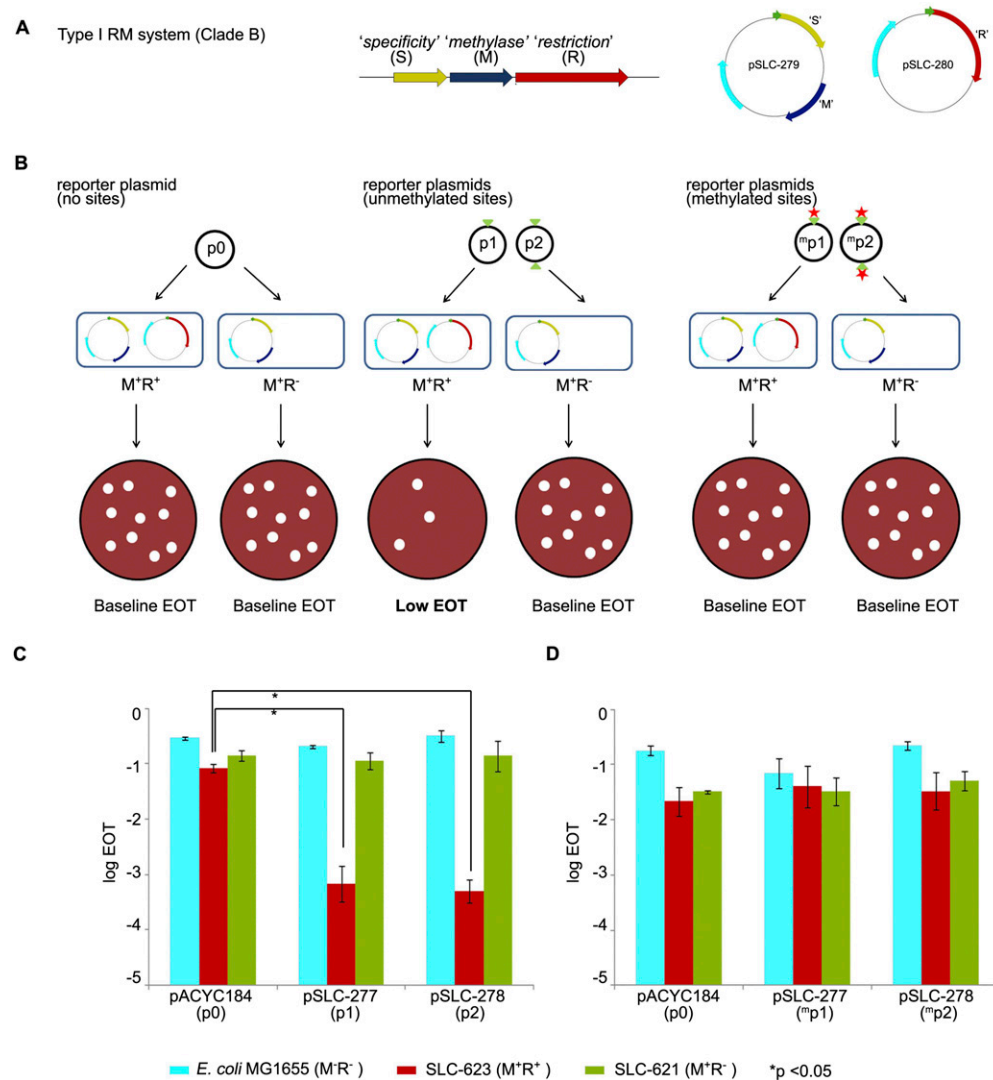 A
Type I RM system (Clade B)
'specificity' 'methylase' 'restriction'
(S) (M) (R)
'S'
pSLC-279
'M'
'R'
pSLC-280
B
reporter plasmid
(no sites)
reporter plasmids
(unmethylated sites)
reporter plasmids
(methylated sites)
p0
p1
p2
ᵐp1
ᵐp2
M⁺R⁺
M⁺R⁻
M⁺R⁺
M⁺R⁻
M⁺R⁺
M⁺R⁻
Baseline EOT
Baseline EOT
Low EOT
Baseline EOT
Baseline EOT
Baseline EOT
C
log EOT
0
-1
-2
-3
-4
-5
*
*
pACYC184
(p0)
pSLC-277
(p1)
pSLC-278
(p2)
D
log EOT
0
-1
-2
-3
-4
-5
pACYC184
(p0)
pSLC-277
(ᵐp1)
pSLC-278
(ᵐp2)
E. coli MG1655 (M⁻R⁻)
SLC-623 (M⁺R⁺)
SLC-621 (M⁺R⁻)
*p <0.05